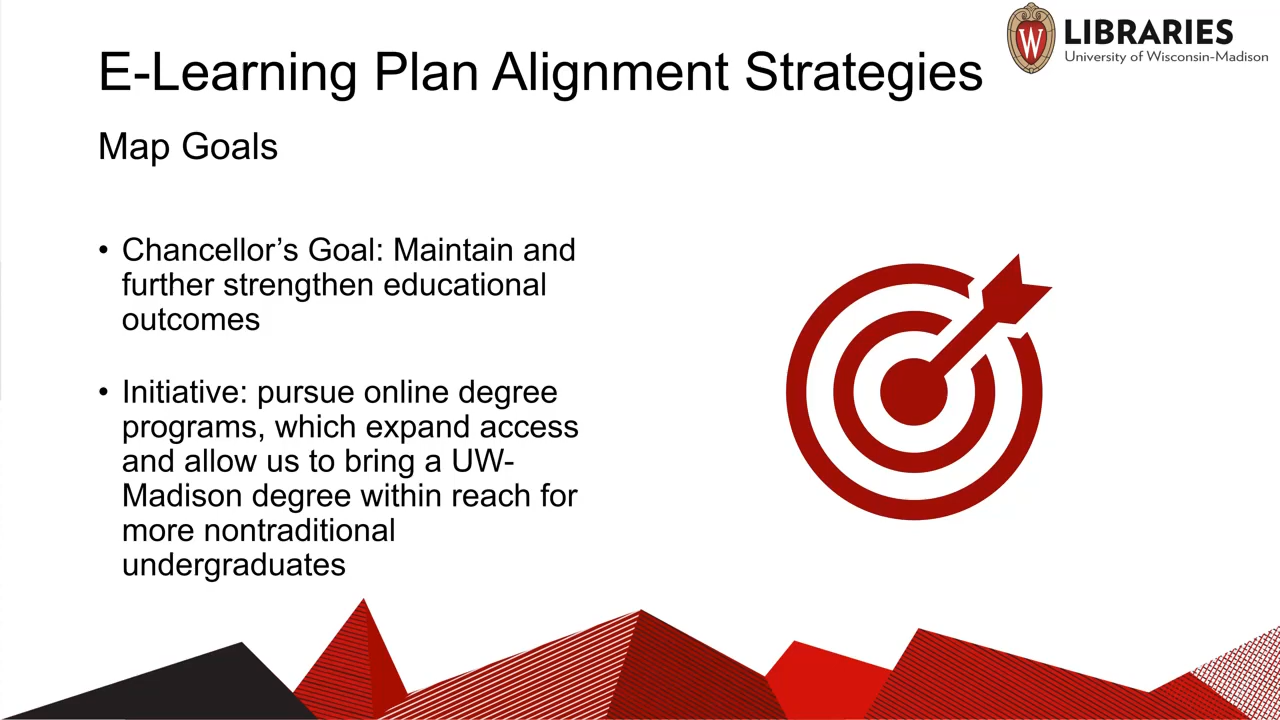 LIBRARIES
University of Wisconsin-Madison
W
E-Learning Plan Alignment Strategies
Map Goals
• Chancellor’s Goal: Maintain and
further strengthen educational
outcomes
• Initiative: pursue online degree
programs, which expand access
and allow us to bring a UW-
Madison degree within reach for
more nontraditional
undergraduates